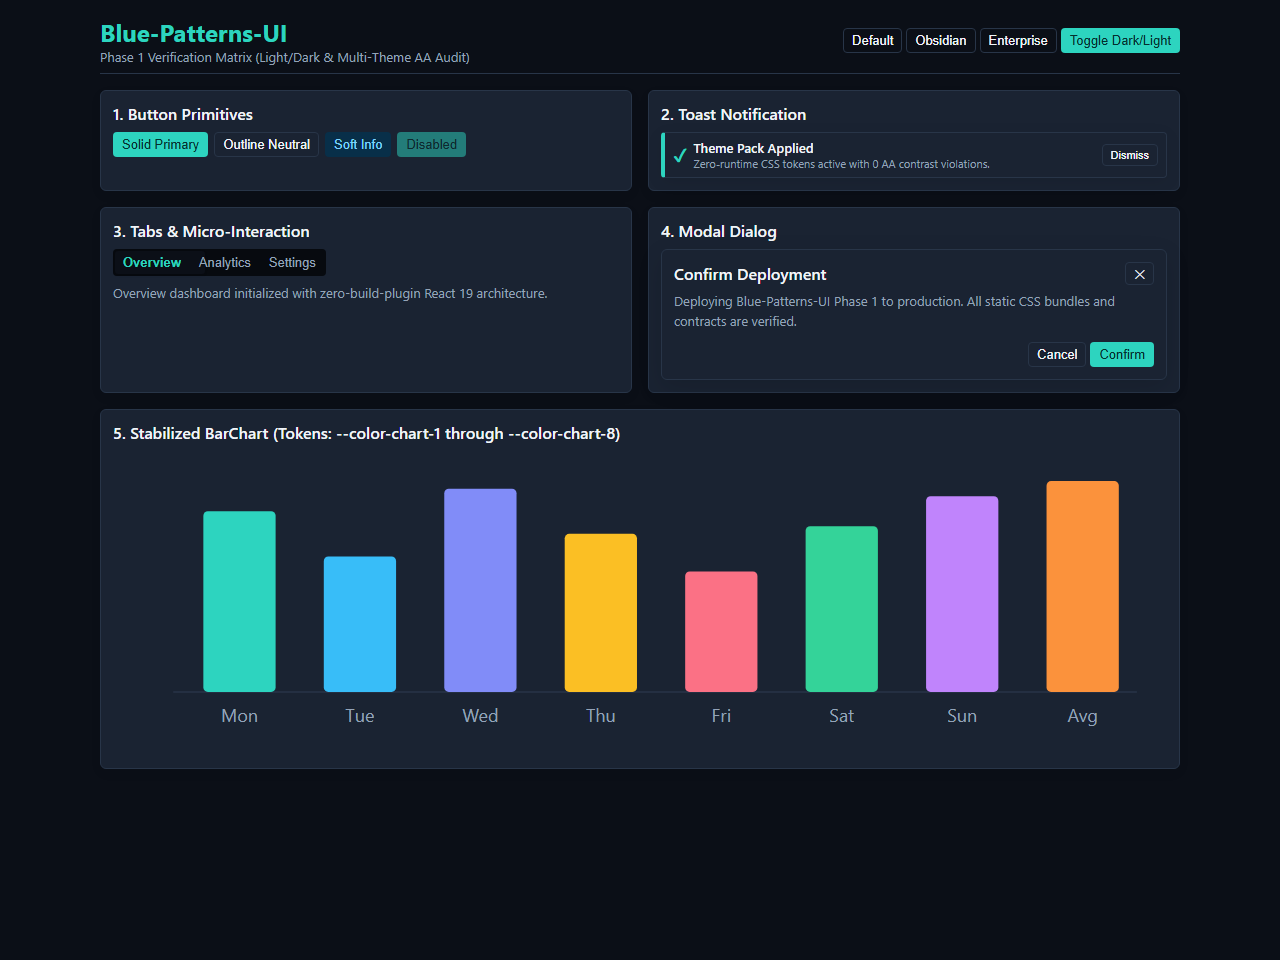 Blue-Patterns-UI
Phase 1 Verification Matrix (Light/Dark & Multi-Theme AA Audit)
Default Obsidian Enterprise Toggle Dark/Light
1. Button Primitives
Solid Primary Outline Neutral Soft Info Disabled
2. Toast Notification
Theme Pack Applied
Zero-runtime CSS tokens active with 0 AA contrast violations.
Dismiss
3. Tabs & Micro-Interaction
Overview Analytics Settings
Overview dashboard initialized with zero-build-plugin React 19 architecture.
4. Modal Dialog
Confirm Deployment
Deploying Blue-Patterns-UI Phase 1 to production. All static CSS bundles and
contracts are verified.
Cancel Confirm
5. Stabilized BarChart (Tokens: --color-chart-1 through --color-chart-8)
Mon Tue Wed Thu Fri Sat Sun Avg